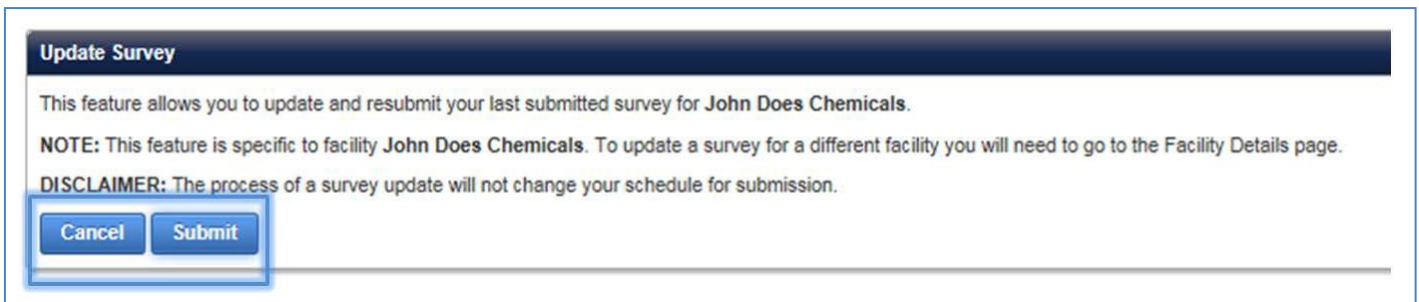 Update Survey
This feature allows you to update and resubmit your last submitted survey for John Does Chemicals.
NOTE: This feature is specific to facility John Does Chemicals. To update a survey for a different facility you will need to go to the Facility Details page.
DISCLAIMER: The process of a survey update will not change your schedule for submission.
Cancel Submit